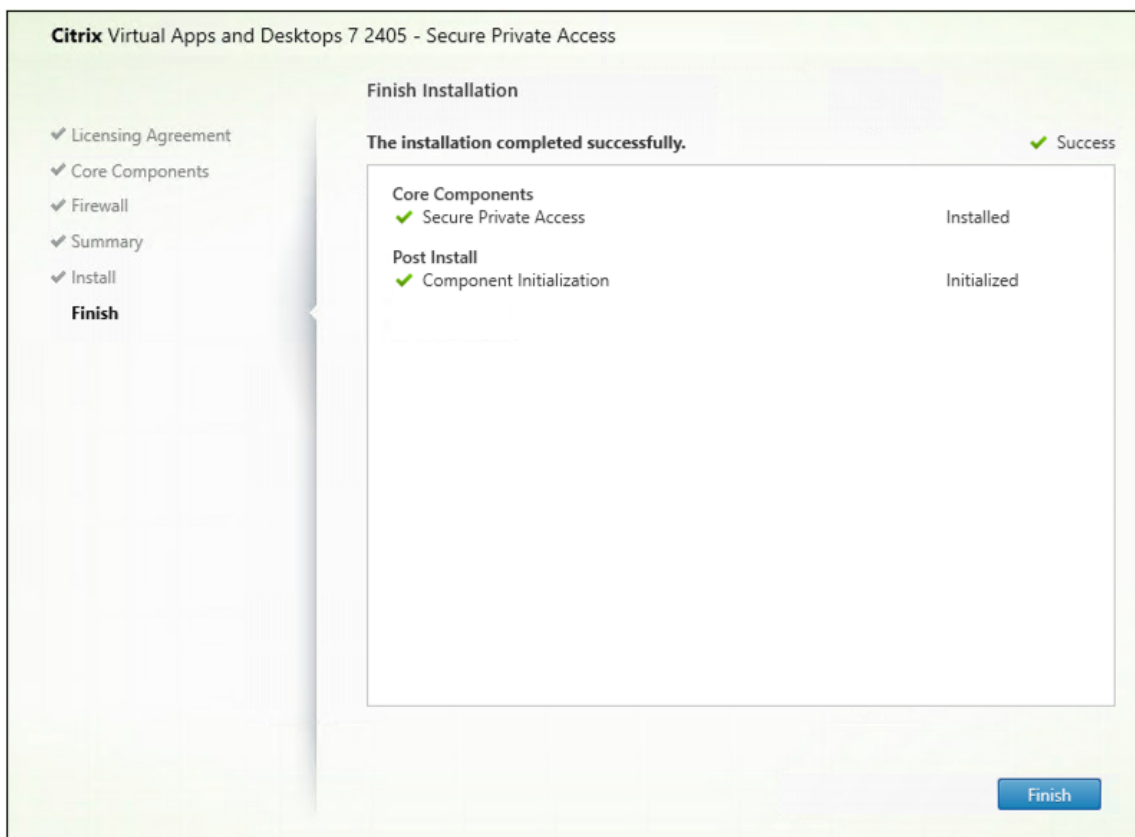 Citrix Virtual Apps and Desktops 7 2405 - Secure Private Access
Licensing Agreement
Core Components
Firewall
Summary
Install
Finish
Finish Installation
The installation completed successfully.
Success
Core Components
Secure Private Access Installed
Post Install
Component Initialization Initialized
Finish